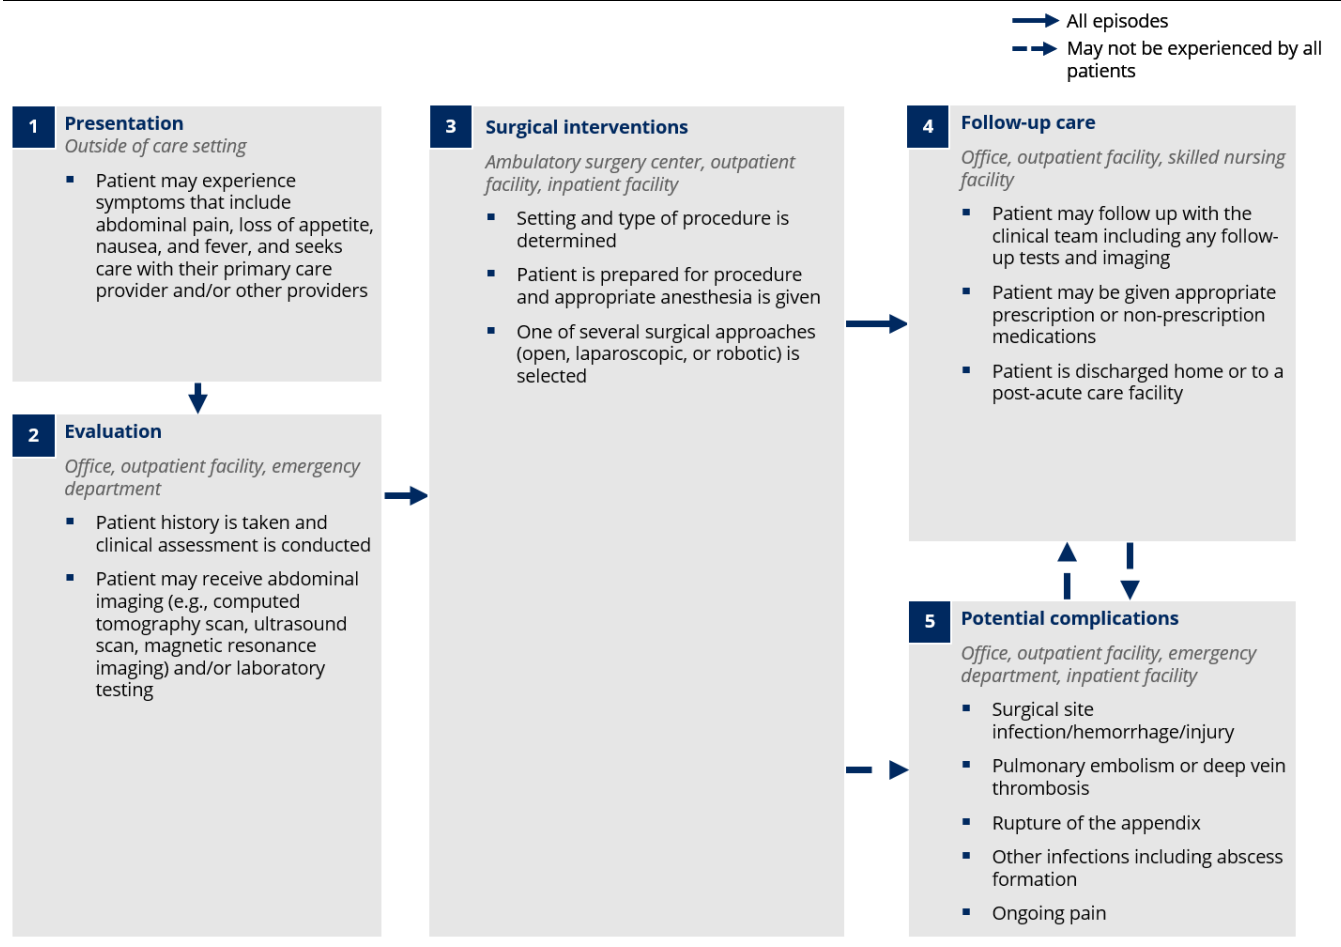 All episodes
May not be experienced by all
patients
1
Presentation
Outside of care setting
▪ Patient may experience
symptoms that include
abdominal pain, loss of appetite,
nausea, and fever, and seeks
care with their primary care
provider and/or other providers
2
Evaluation
Office, outpatient facility, emergency
department
▪ Patient history is taken and
clinical assessment is conducted
▪ Patient may receive abdominal
imaging (e.g., computed
tomography scan, ultrasound
scan, magnetic resonance
imaging) and/or laboratory
testing
3
Surgical interventions
Ambulatory surgery center, outpatient
facility, inpatient facility
▪ Setting and type of procedure is
determined
▪ Patient is prepared for procedure
and appropriate anesthesia is given
▪ One of several surgical approaches
(open, laparoscopic, or robotic) is
selected
4
Follow-up care
Office, outpatient facility, skilled nursing
facility
▪ Patient may follow up with the
clinical team including any follow-
up tests and imaging
▪ Patient may be given appropriate
prescription or non-prescription
medications
▪ Patient is discharged home or to a
post-acute care facility
5
Potential complications
Office, outpatient facility, emergency
department, inpatient facility
▪ Surgical site
infection/hemorrhage/injury
▪ Pulmonary embolism or deep vein
thrombosis
▪ Rupture of the appendix
▪ Other infections including abscess
formation
▪ Ongoing pain